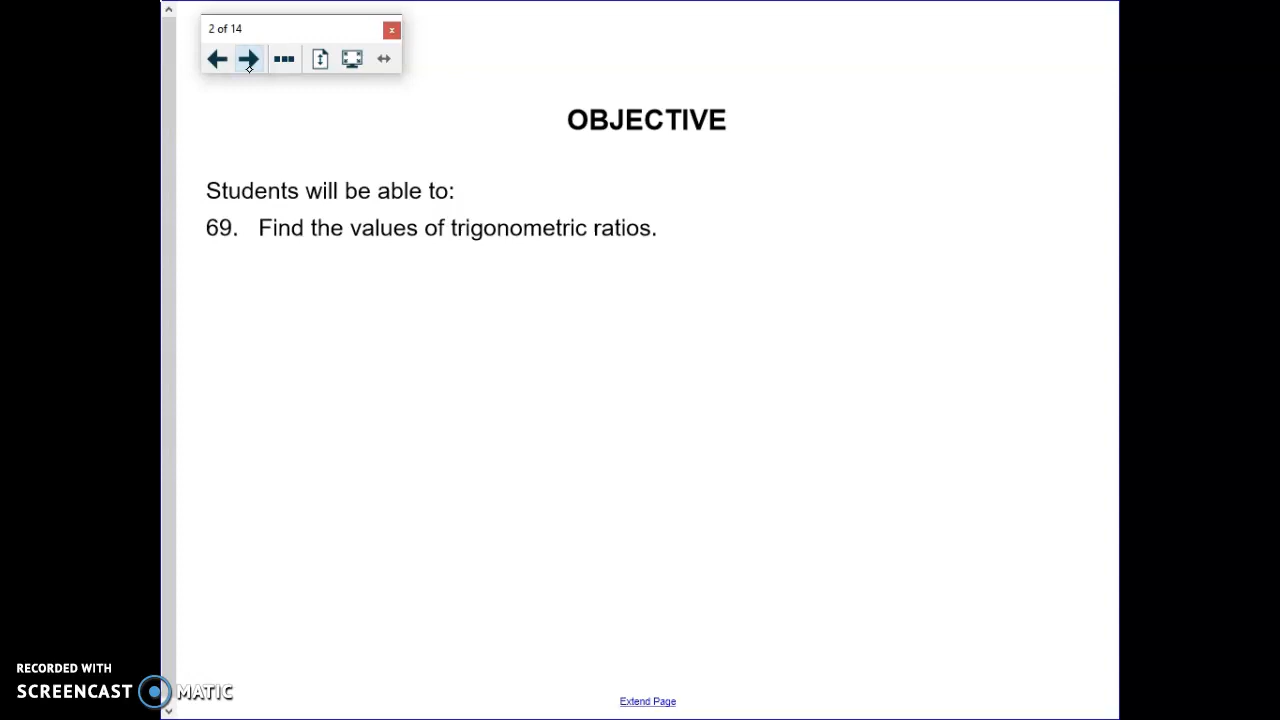 2 of 14
x
OBJECTIVE
Students will be able to:
69. Find the values of trigonometric ratios.
RECORDED WITH
SCREENCAST MATIC
Extend Page